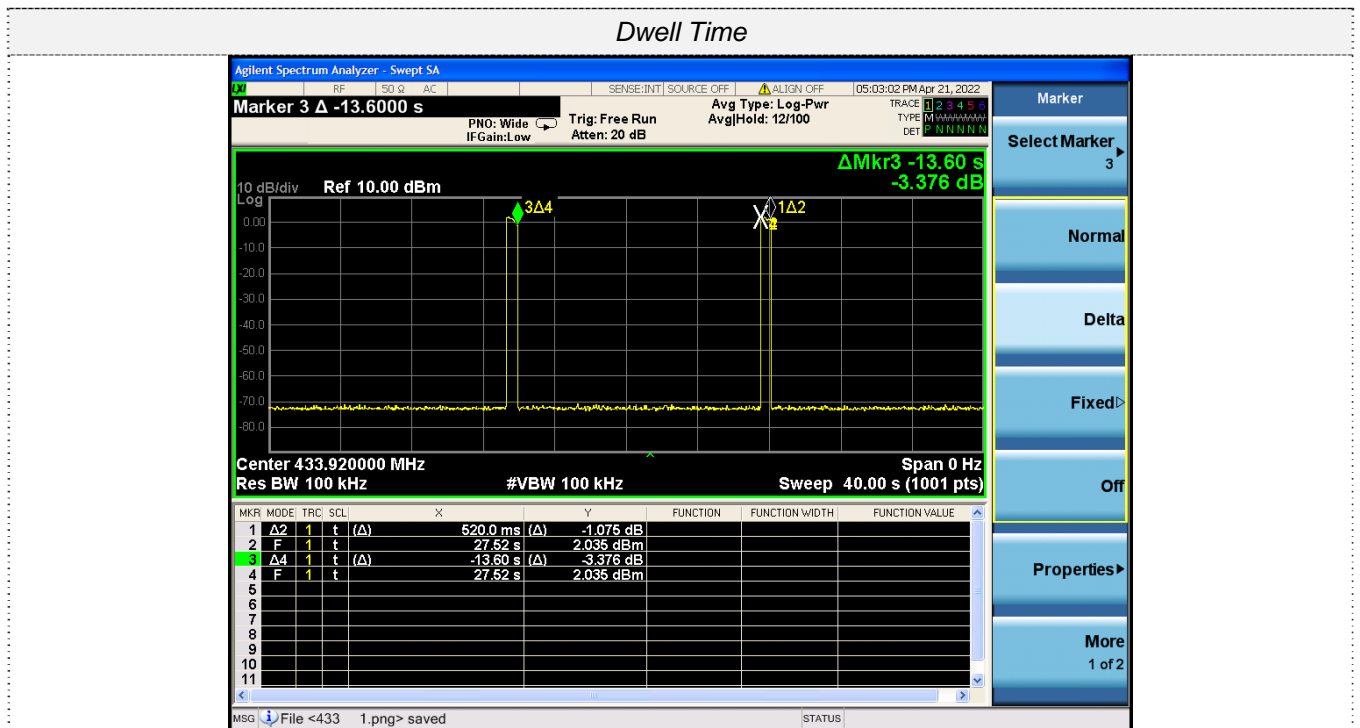 Dwell Time
Agilent Spectrum Analyzer - Swept SA
LXI RF 50 Ω AC SENSE:INT SOURCE OFF ALIGN OFF 05:03:02 PM Apr 21, 2022
Marker 3 Δ -13.6000 s
PNO: Wide
IFGain:Low
Trig: Free Run
Atten: 20 dB
Avg Type: Log-Pwr
Avg|Hold: 12/100
TRACE 1 2 3 4 5 6
TYPE M WWWWW
DET P N N N N N
ΔMkr3 -13.60 s
-3.376 dB
10 dB/div Ref 10.00 dBm
Log
3Δ4
1Δ2
0.00
-10.0
-20.0
-30.0
-40.0
-50.0
-60.0
-70.0
-80.0
Center 433.920000 MHz Span 0 Hz
Res BW 100 kHz #VBW 100 kHz Sweep 40.00 s (1001 pts)
MKR MODE TRC SCL X Y FUNCTION FUNCTION WIDTH FUNCTION VALUE
1 Δ2 1 t (Δ) 520.0 ms (Δ) -1.075 dB
2 F 1 t 27.52 s 2.035 dBm
3 Δ4 1 t (Δ) -13.60 s (Δ) -3.376 dB
4 F 1 t 27.52 s 2.035 dBm
5
6
7
8
9
10
11
MSG File <433 1.png> saved STATUS
Marker
Select Marker
3
Normal
Delta
Fixed
Off
Properties
More
1 of 2